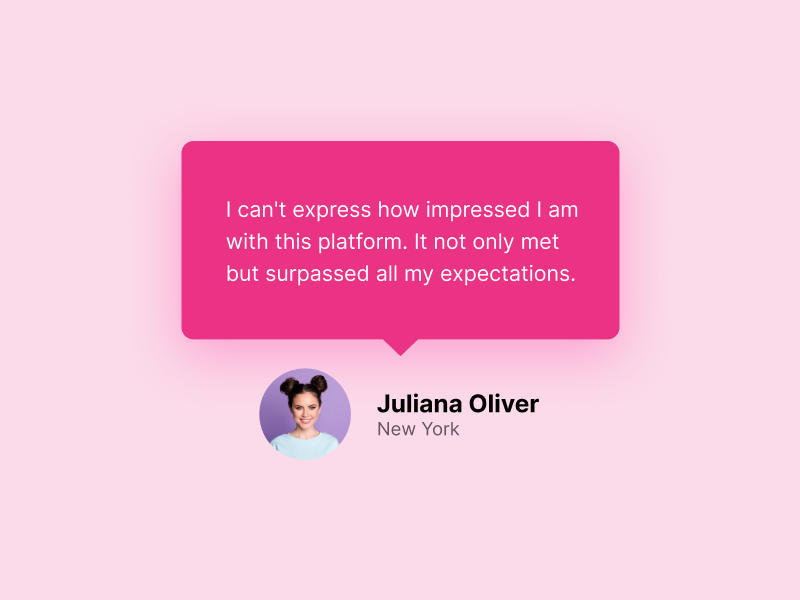 I can't express how impressed I am
with this platform. It not only met
but surpassed all my expectations.
Juliana Oliver
New York